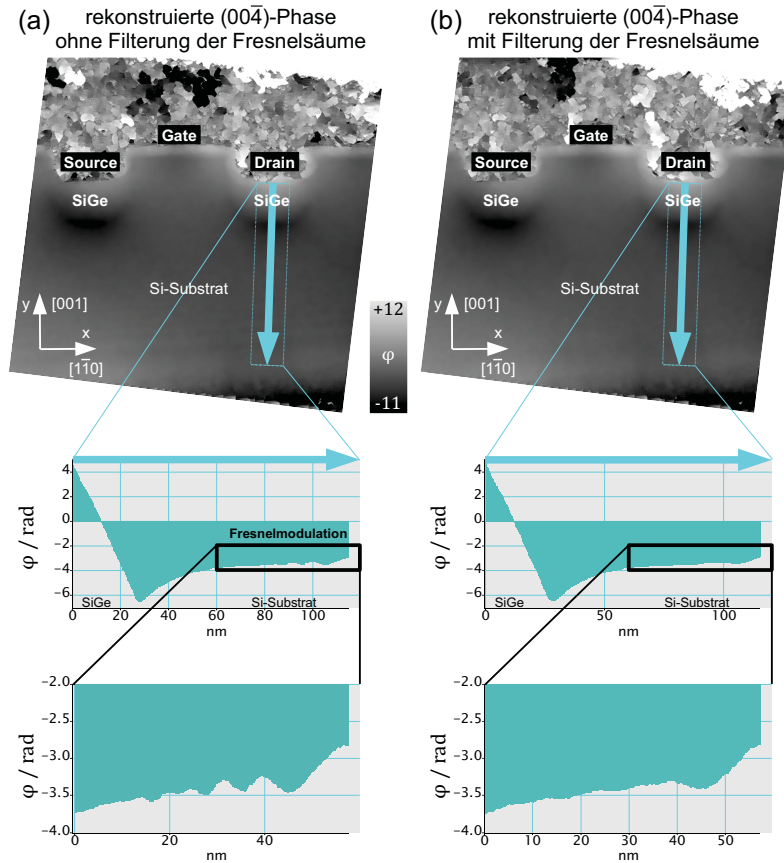 (a) rekonstruierte (004̄)-Phase
ohne Filterung der Fresnelsäume
Gate
Source
Drain
SiGe
SiGe
Si-Substrat
y [001]
x
[11̄0]
+12
φ
-11
(b) rekonstruierte (004̄)-Phase
mit Filterung der Fresnelsäume
Gate
Source
Drain
SiGe
SiGe
Si-Substrat
y [001]
x
[11̄0]
φ / rad
4
2
0
−2
−4
−6
Fresnelmodulation
SiGe
Si-Substrat
0 20 40 60 80 100
nm
φ / rad
4
2
0
−2
−4
−6
SiGe
Si-Substrat
0 50 100
nm
φ / rad
−2.0
−2.5
−3.0
−3.5
−4.0
0 20 40
nm
φ / rad
−2.0
−2.5
−3.0
−3.5
−4.0
0 10 20 30 40 50
nm